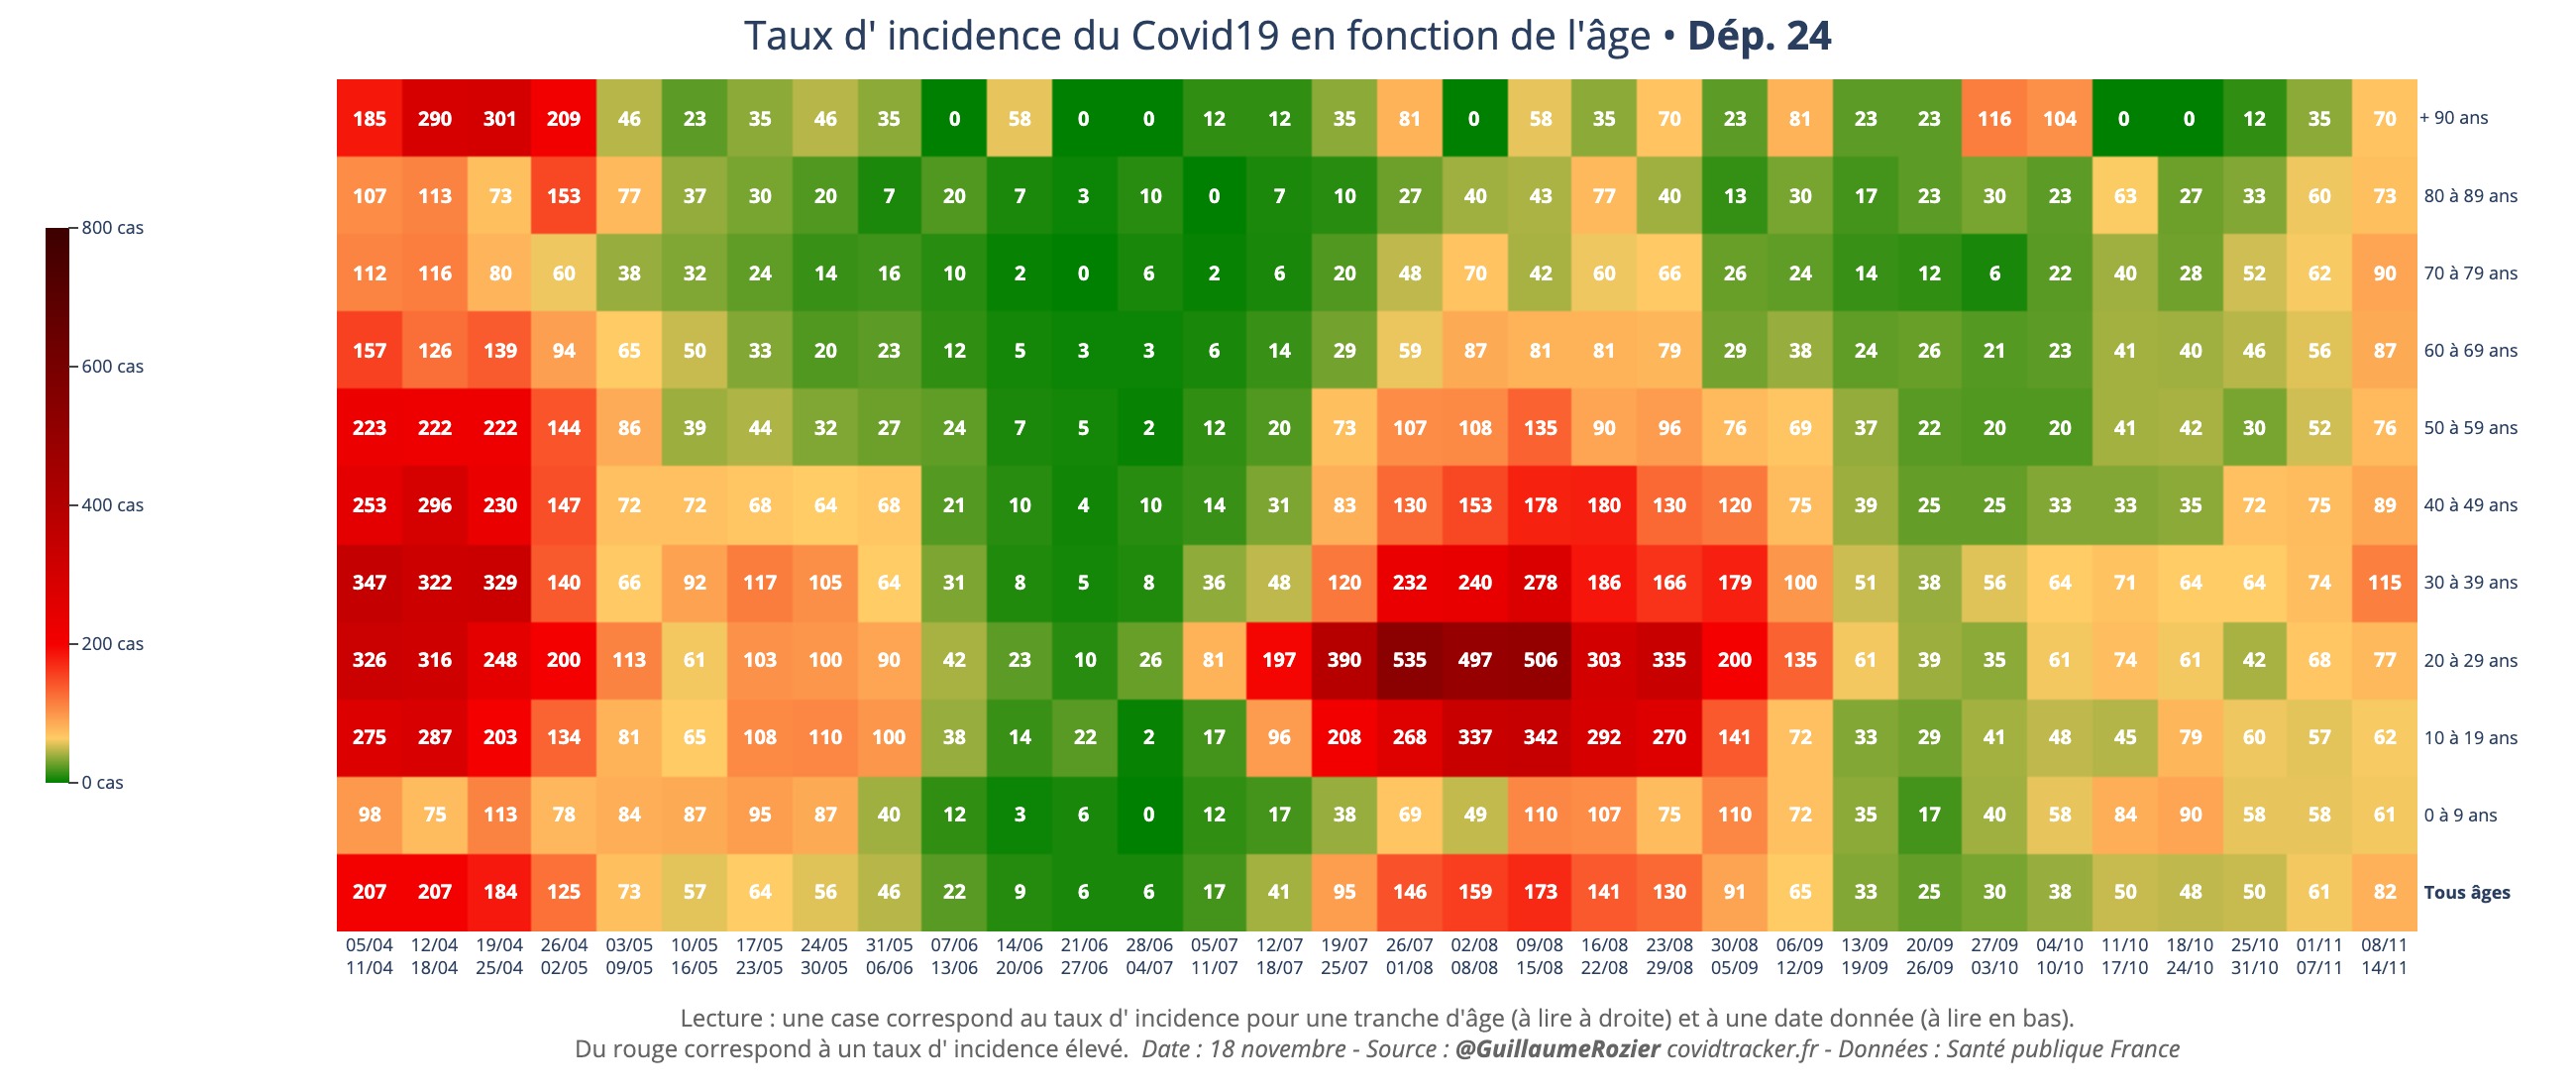 Taux d' incidence du Covid19 en fonction de l'âge • Dép. 24
800 cas
600 cas
400 cas
200 cas
0 cas
185 290 301 209 46 23 35 46 35 0 58 0 0 12 12 35 81 0 58 35 70 23 81 23 23 116 104 0 0 12 35 70 + 90 ans
107 113 73 153 77 37 30 20 7 20 7 3 10 0 7 10 27 40 43 77 40 13 30 17 23 30 23 63 27 33 60 73 80 à 89 ans
112 116 80 60 38 32 24 14 16 10 2 0 6 2 6 20 48 70 42 60 66 26 24 14 12 6 22 40 28 52 62 90 70 à 79 ans
157 126 139 94 65 50 33 20 23 12 5 3 3 6 14 29 59 87 81 81 79 29 38 24 26 21 23 41 40 46 56 87 60 à 69 ans
223 222 222 144 86 39 44 32 27 24 7 5 2 12 20 73 107 108 135 90 96 76 69 37 22 20 20 41 42 30 52 76 50 à 59 ans
253 296 230 147 72 72 68 64 68 21 10 4 10 14 31 83 130 153 178 180 130 120 75 39 25 25 33 33 35 72 75 89 40 à 49 ans
347 322 329 140 66 92 117 105 64 31 8 5 8 36 48 120 232 240 278 186 166 179 100 51 38 56 64 71 64 64 74 115 30 à 39 ans
326 316 248 200 113 61 103 100 90 42 23 10 26 81 197 390 535 497 506 303 335 200 135 61 39 35 61 74 61 42 68 77 20 à 29 ans
275 287 203 134 81 65 108 110 100 38 14 22 2 17 96 208 268 337 342 292 270 141 72 33 29 41 48 45 79 60 57 62 10 à 19 ans
98 75 113 78 84 87 95 87 40 12 3 6 0 12 17 38 69 49 110 107 75 110 72 35 17 40 58 84 90 58 58 61 0 à 9 ans
207 207 184 125 73 57 64 56 46 22 9 6 6 17 41 95 146 159 173 141 130 91 65 33 25 30 38 50 48 50 61 82 Tous âges
05/04 12/04 19/04 26/04 03/05 10/05 17/05 24/05 31/05 07/06 14/06 21/06 28/06 05/07 12/07 19/07 26/07 02/08 09/08 16/08 23/08 30/08 06/09 13/09 20/09 27/09 04/10 11/10 18/10 25/10 01/11 08/11
11/04 18/04 25/04 02/05 09/05 16/05 23/05 30/05 06/06 13/06 20/06 27/06 04/07 11/07 18/07 25/07 01/08 08/08 15/08 22/08 29/08 05/09 12/09 19/09 26/09 03/10 10/10 17/10 24/10 31/10 07/11 14/11
Lecture : une case correspond au taux d' incidence pour une tranche d'âge (à lire à droite) et à une date donnée (à lire en bas).
Du rouge correspond à un taux d' incidence élevé. Date : 18 novembre - Source : @GuillaumeRozier covidtracker.fr - Données : Santé publique France